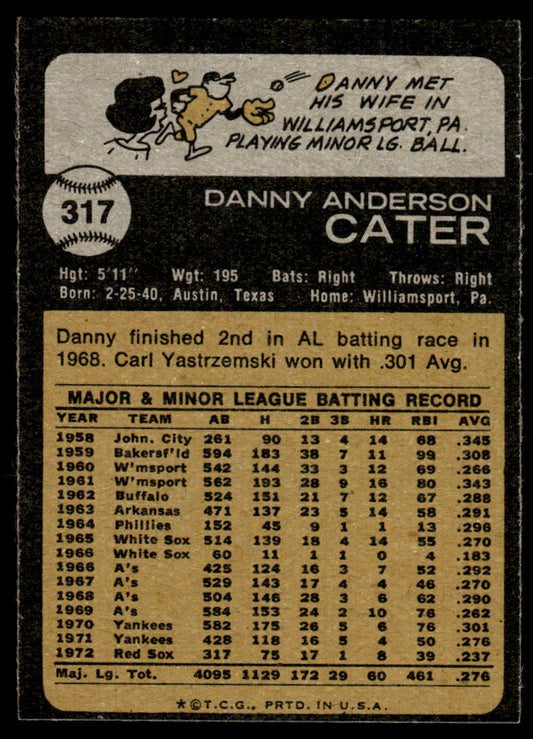 DANNY MET
HIS WIFE IN
WILLIAMSPORT, PA.
PLAYING MINOR LG. BALL.
317
DANNY ANDERSON
CATER
Hgt: 5'11" Wgt: 195 Bats: Right Throws: Right
Born: 2-25-40, Austin, Texas Home: Williamsport, Pa.
Danny finished 2nd in AL batting race in
1968. Carl Yastrzemski won with .301 Avg.
MAJOR & MINOR LEAGUE BATTING RECORD
YEAR TEAM AB H 2B 3B HR RBI AVG
1958 John. City 261 90 13 4 14 68 .345
1959 Bakersf'ld 594 183 38 7 11 99 .308
1960 W'msport 542 144 33 3 12 69 .266
1961 W'msport 562 193 28 9 16 80 .343
1962 Buffalo 524 151 21 7 12 67 .288
1963 Arkansas 471 137 23 5 14 58 .291
1964 Phillies 152 45 9 1 1 13 .296
1965 White Sox 514 139 18 4 14 55 .270
1966 White Sox 60 11 1 1 0 4 .183
1966 A's 425 124 16 3 7 52 .292
1967 A's 529 143 17 4 4 46 .270
1968 A's 504 146 28 3 6 62 .290
1969 A's 584 153 24 2 10 76 .262
1970 Yankees 582 175 26 5 6 76 .301
1971 Yankees 428 118 16 5 4 50 .276
1972 Red Sox 317 75 17 1 8 39 .237
Maj. Lg. Tot. 4095 1129 172 29 60 461 .276
*©T.C.G., PRTD. IN U.S.A.